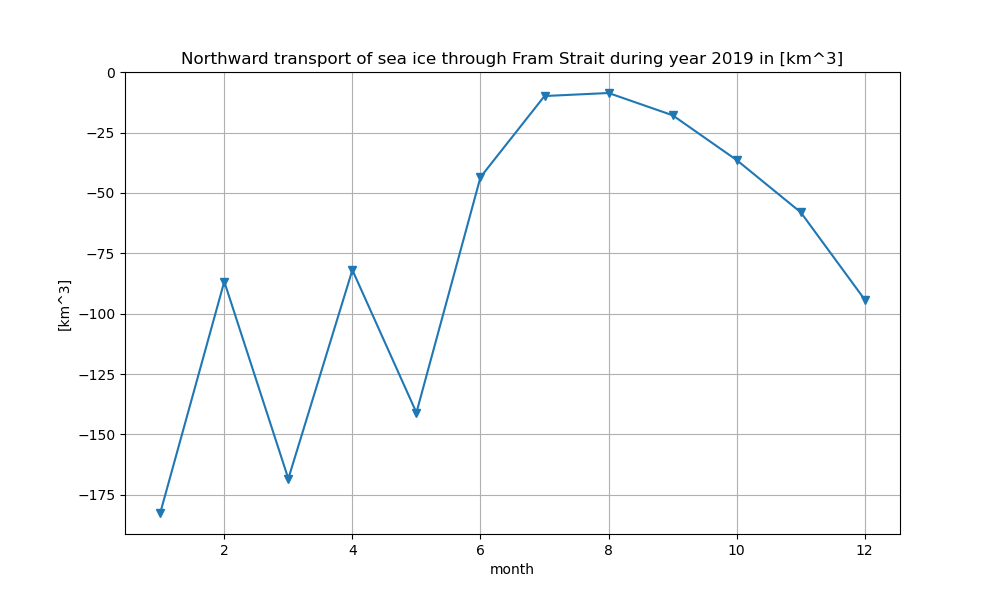 Northward transport of sea ice through Fram Strait during year 2019 in [km^3]
0
−25
−50
−75
−100
−125
−150
−175
[km^3]
2 4 6 8 10 12
month